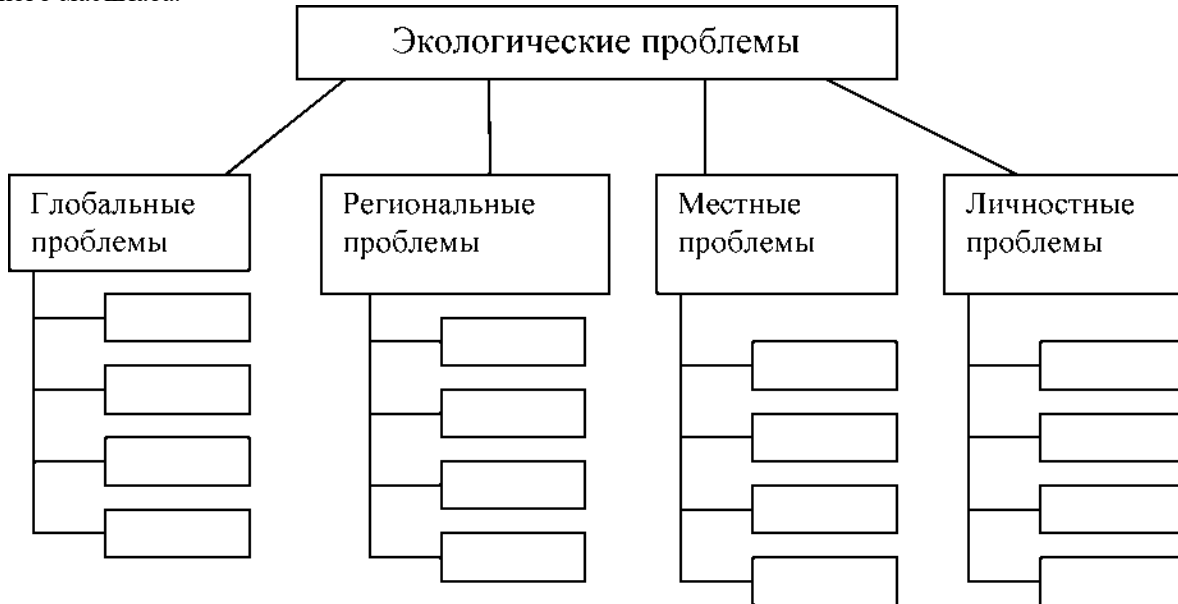 Экологические проблемы
Глобальные
проблемы
Региональные
проблемы
Местные
проблемы
Личностные
проблемы